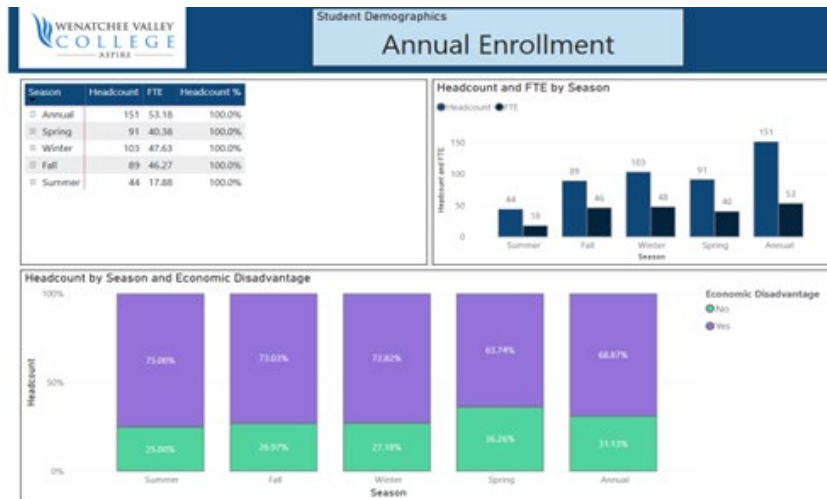 WENATCHEE VALLEY
COLLEGE
ASPIRE
Student Demographics
Annual Enrollment
Season Headcount FTE Headcount %
Annual 151 53.18 100.0%
Spring 91 40.38 100.0%
Winter 103 47.63 100.0%
Fall 89 46.27 100.0%
Summer 44 17.88 100.0%
Headcount and FTE by Season
Headcount FTE
Headcount and FTE
150
100
50
0
44 18 89 46 103 48 91 40 151 53
Summer Fall Winter Spring Annual
Season
Headcount by Season and Economic Disadvantage
Economic Disadvantage
No
Yes
Headcount
100%
50%
0%
75.00% 73.03% 72.82% 63.74% 68.87%
25.00% 26.97% 27.18% 36.26% 31.13%
Summer Fall Winter Spring Annual
Season